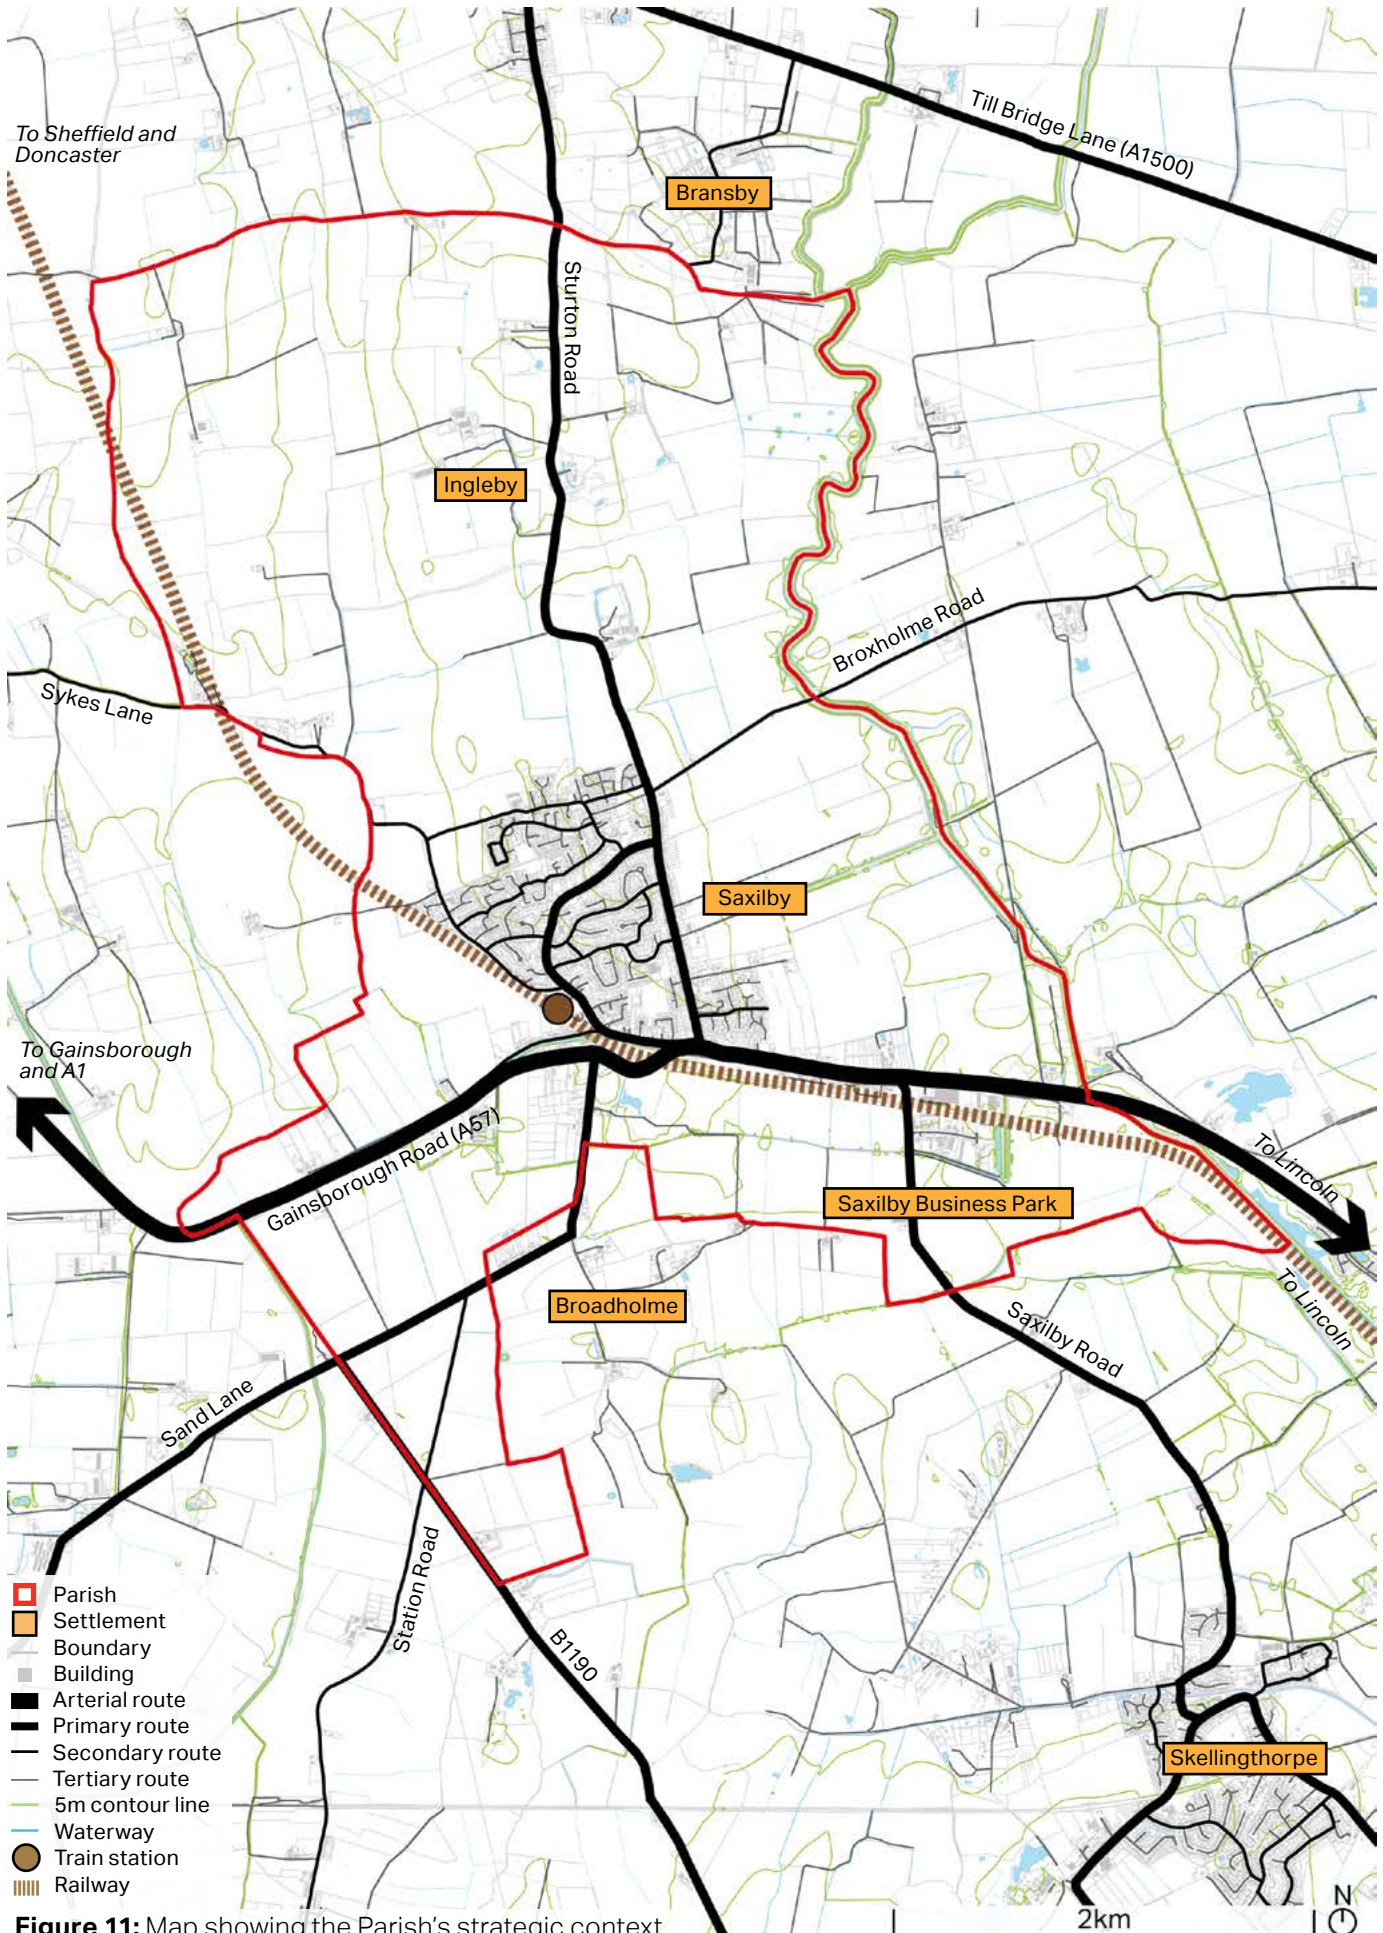 To Sheffield and
Doncaster
Till Bridge Lane (A1500)
Bransby
Sturton Road
Ingleby
Broxholme Road
Sykes Lane
Saxilby
To Gainsborough
and A1
Gainsborough Road (A57)
To Lincoln
Saxilby Business Park
To Lincoln
Broadholme
Saxilby Road
Sand Lane
Station Road
B1190
Skellingthorpe
Parish
Settlement
Boundary
Building
Arterial route
Primary route
Secondary route
Tertiary route
5m contour line
Waterway
Train station
Railway
N
2km
Figure 11: Map showing the Parish's strategic context